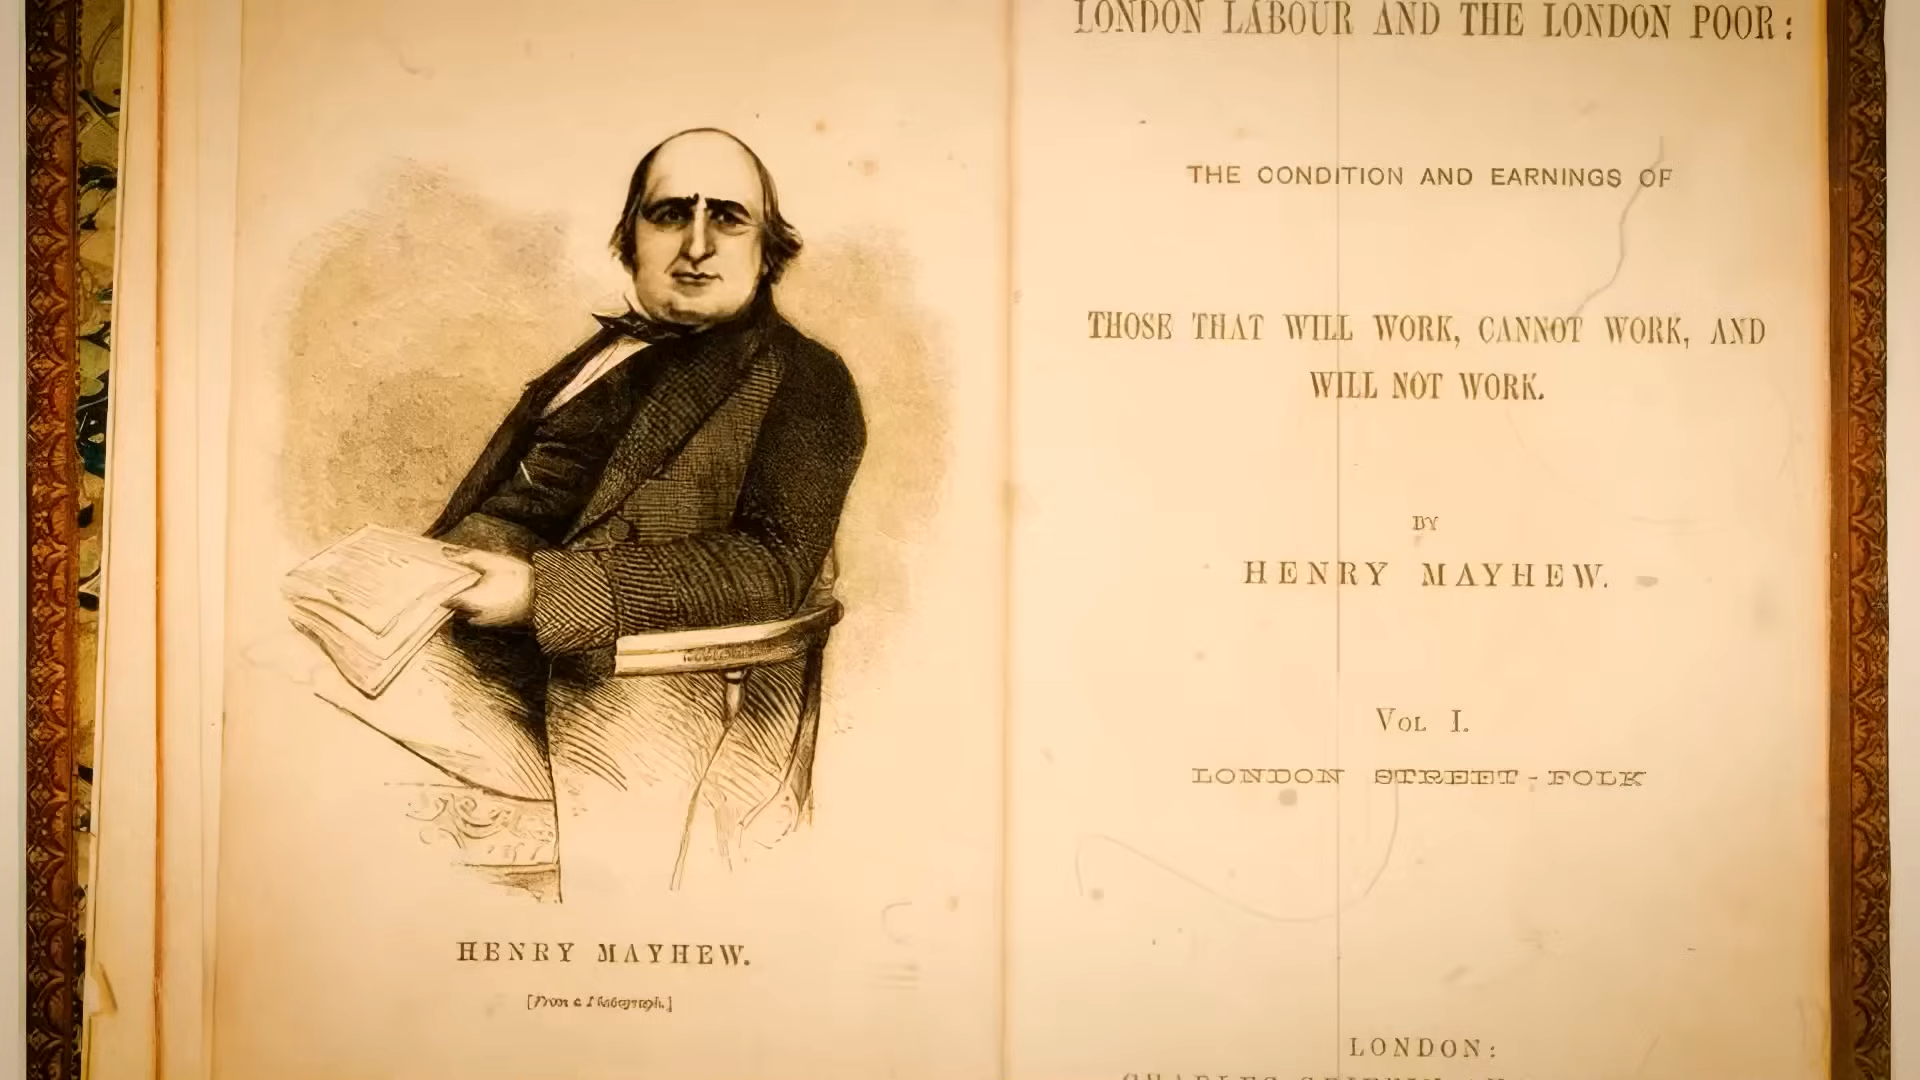 HENRY MAYHEW.
LONDON LABOUR AND THE LONDON POOR:
THE CONDITION AND EARNINGS OF
THOSE THAT WILL WORK, CANNOT WORK, AND
WILL NOT WORK.
BY
HENRY MAYHEW.
VOL I.
LONDON STREET-FOLK
LONDON: